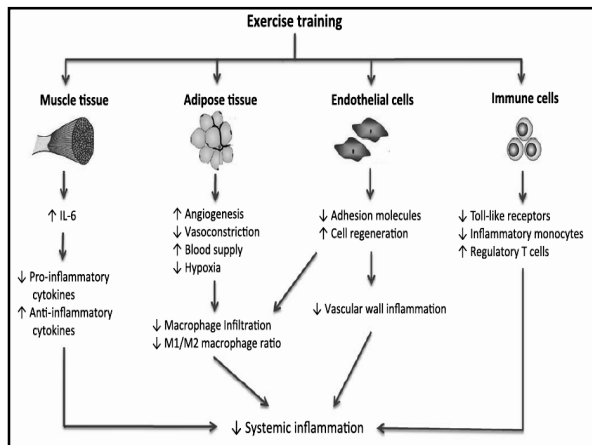 Exercise training
Muscle tissue
Adipose tissue
Endothelial cells
Immune cells
↑ IL-6
↓ Pro-inflammatory
cytokines
↑ Anti-inflammatory
cytokines
↑ Angiogenesis
↓ Vasoconstriction
↑ Blood supply
↓ Hypoxia
↓ Macrophage Infiltration
↓ M1/M2 macrophage ratio
↓ Adhesion molecules
↑ Cell regeneration
↓ Vascular wall inflammation
↓ Toll-like receptors
↓ Inflammatory monocytes
↑ Regulatory T cells
↓ Systemic inflammation